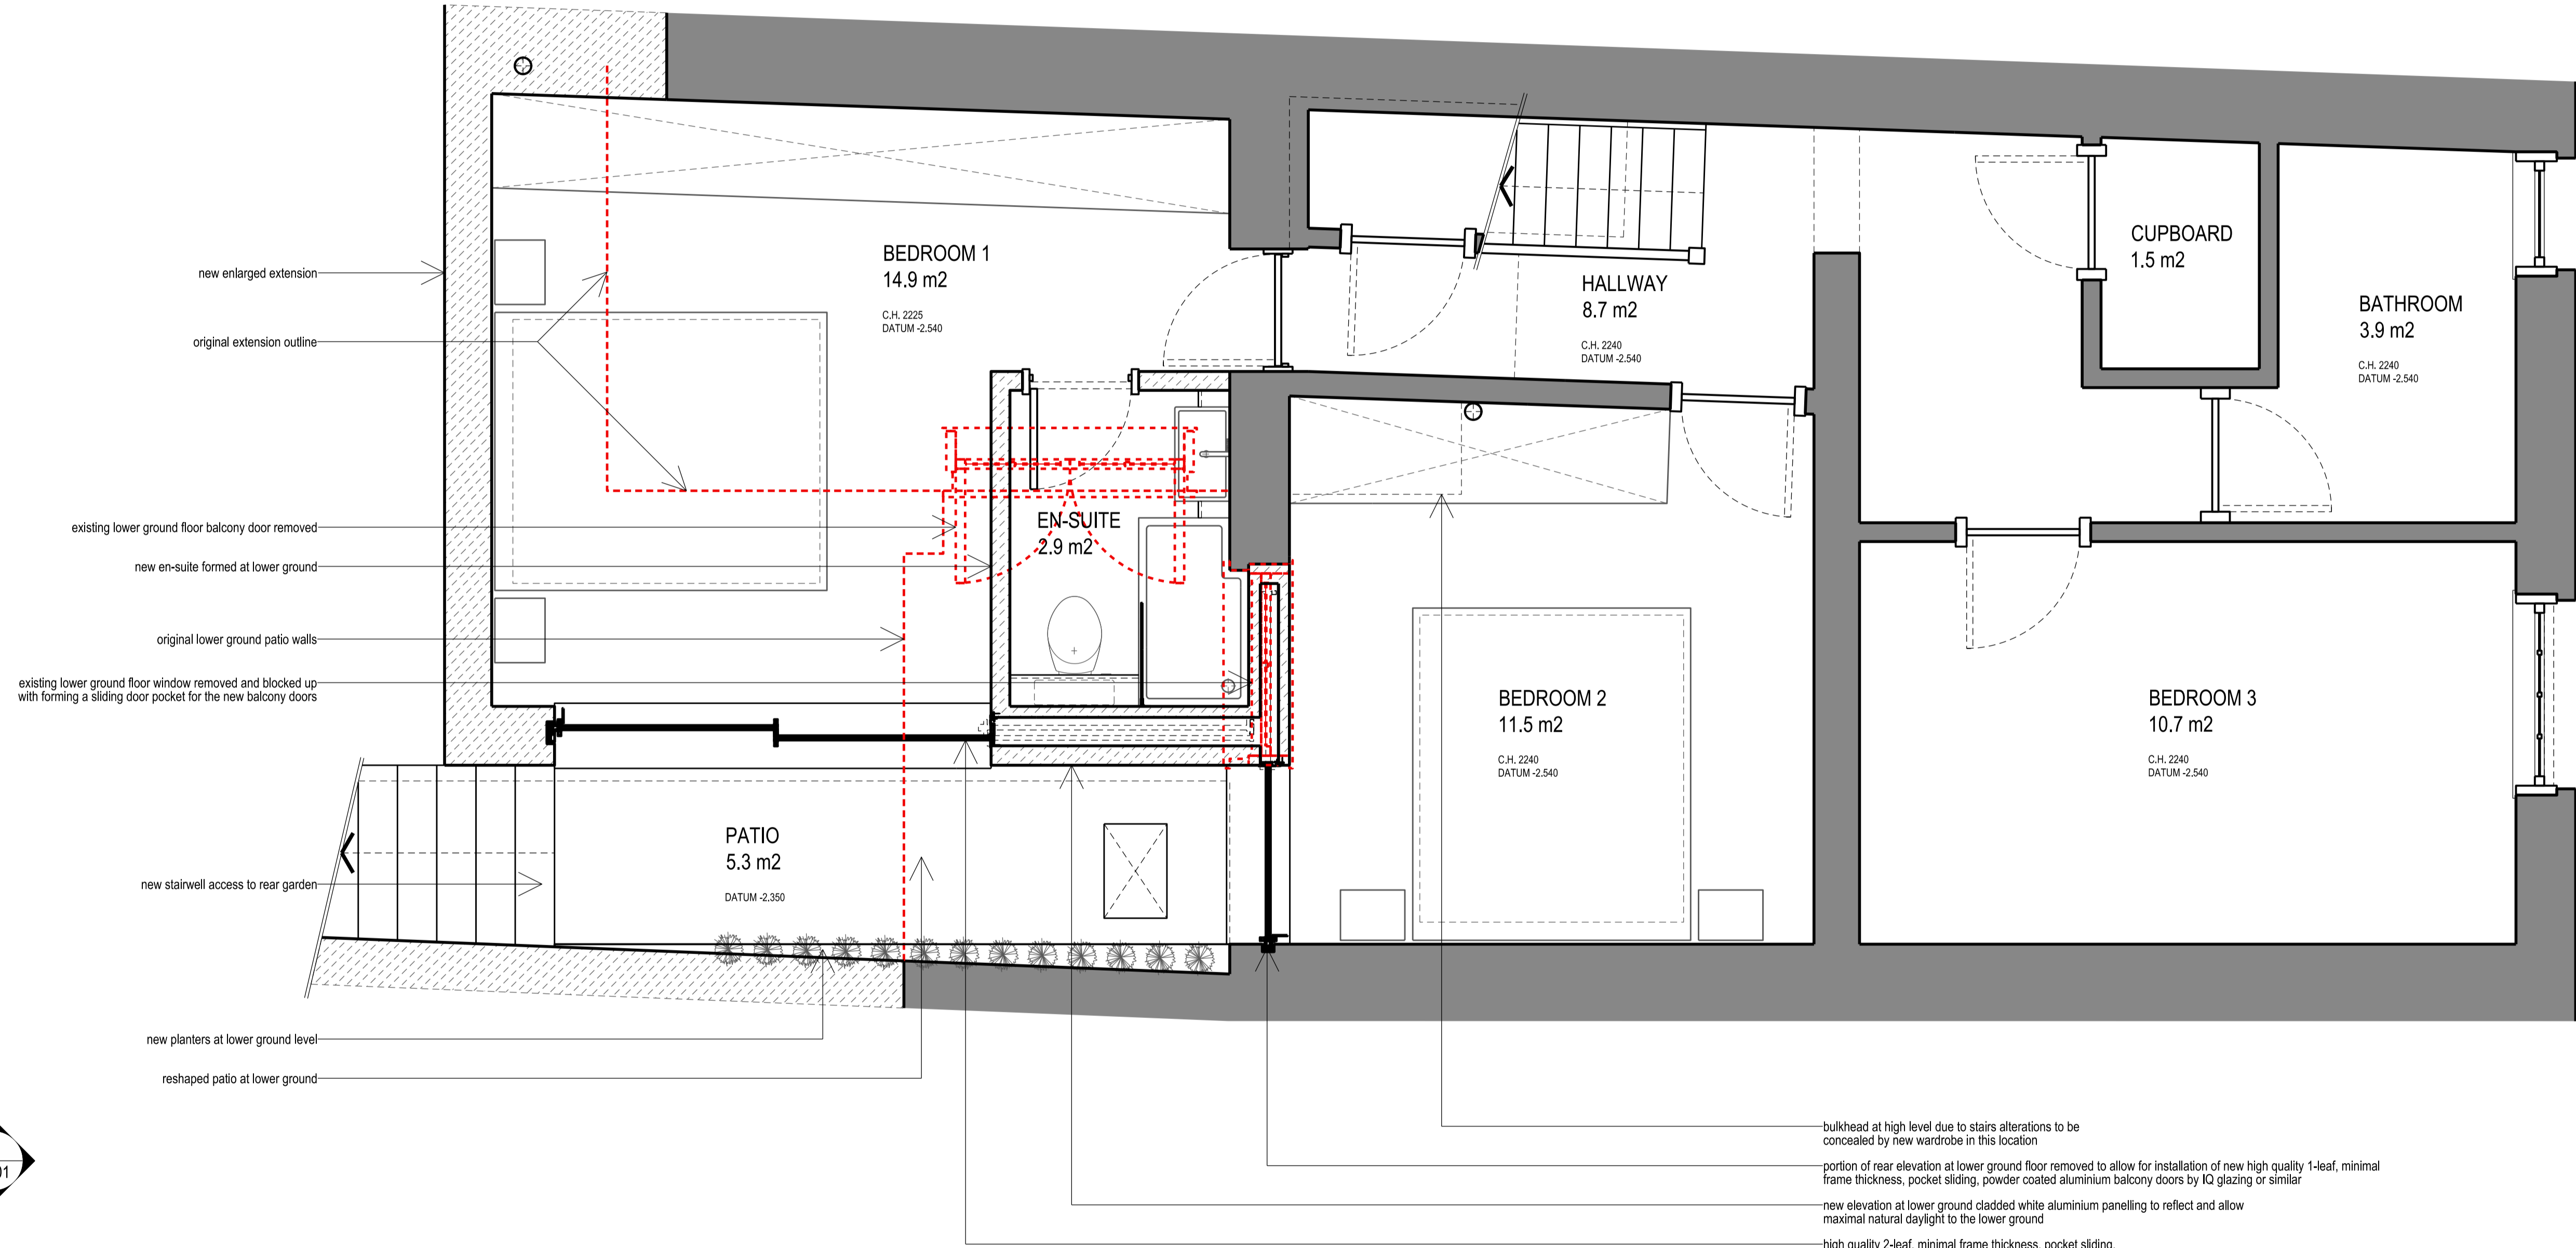 BEDROOM 1
14.9 m2
C.H. 2225
DATUM -2.540
HALLWAY
8.7 m2
C.H. 2240
DATUM -2.540
CUPBOARD
1.5 m2
BATHROOM
3.9 m2
C.H. 2240
DATUM -2.540
new enlarged extension
original extension outline
existing lower ground floor balcony door removed
new en-suite formed at lower ground
original lower ground patio walls
existing lower ground floor window removed and blocked up
with forming a sliding door pocket for the new balcony doors
EN-SUITE
2.9 m2
BEDROOM 2
11.5 m2
C.H. 2240
DATUM -2.540
BEDROOM 3
10.7 m2
C.H. 2240
DATUM -2.540
PATIO
5.3 m2
DATUM -2.350
new stairwell access to rear garden
new planters at lower ground level
reshaped patio at lower ground
01
bulkhead at high level due to stairs alterations to be
concealed by new wardrobe in this location
portion of rear elevation at lower ground floor removed to allow for installation of new high quality 1-leaf, minimal
frame thickness, pocket sliding, powder coated aluminium balcony doors by IQ glazing or similar
new elevation at lower ground cladded white aluminium panelling to reflect and allow
maximal natural daylight to the lower ground
high quality 2-leaf, minimal frame thickness, pocket sliding,